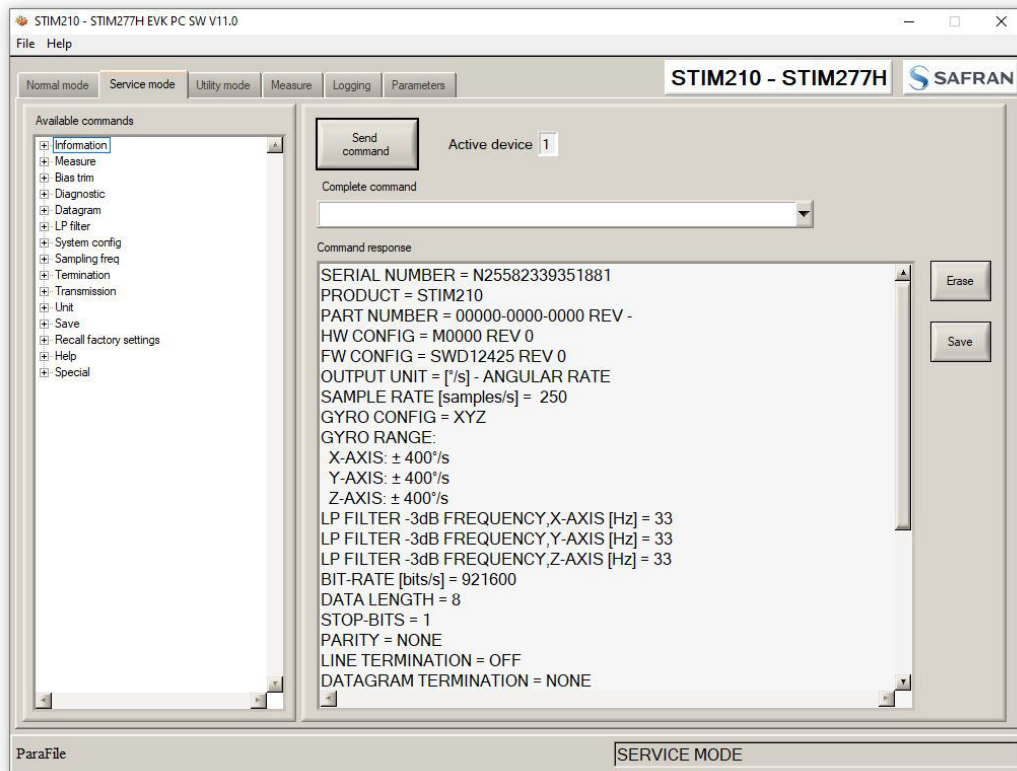 STIM210 - STIM277H EVK PC SW V11.0
File Help
Normal mode Service mode Utility mode Measure Logging Parameters
STIM210 - STIM277H
SAFRAN
Available commands
Information
Measure
Bias trim
Diagnostic
Datagram
LP filter
System config
Sampling freq
Termination
Transmission
Unit
Save
Recall factory settings
Help
Special
Send
command
Active device 1
Complete command
Command response
SERIAL NUMBER = N25582339351881
PRODUCT = STIM210
PART NUMBER = 00000-0000-0000 REV -
HW CONFIG = M0000 REV 0
FW CONFIG = SWD12425 REV 0
OUTPUT UNIT = [°/s] - ANGULAR RATE
SAMPLE RATE [samples/s] =  250
GYRO CONFIG = XYZ
GYRO RANGE:
X-AXIS: ± 400°/s
Y-AXIS: ± 400°/s
Z-AXIS: ± 400°/s
LP FILTER -3dB FREQUENCY,X-AXIS [Hz] = 33
LP FILTER -3dB FREQUENCY,Y-AXIS [Hz] = 33
LP FILTER -3dB FREQUENCY,Z-AXIS [Hz] = 33
BIT-RATE [bits/s] = 921600
DATA LENGTH = 8
STOP-BITS = 1
PARITY = NONE
LINE TERMINATION = OFF
DATAGRAM TERMINATION = NONE
Erase
Save
ParaFile
SERVICE MODE